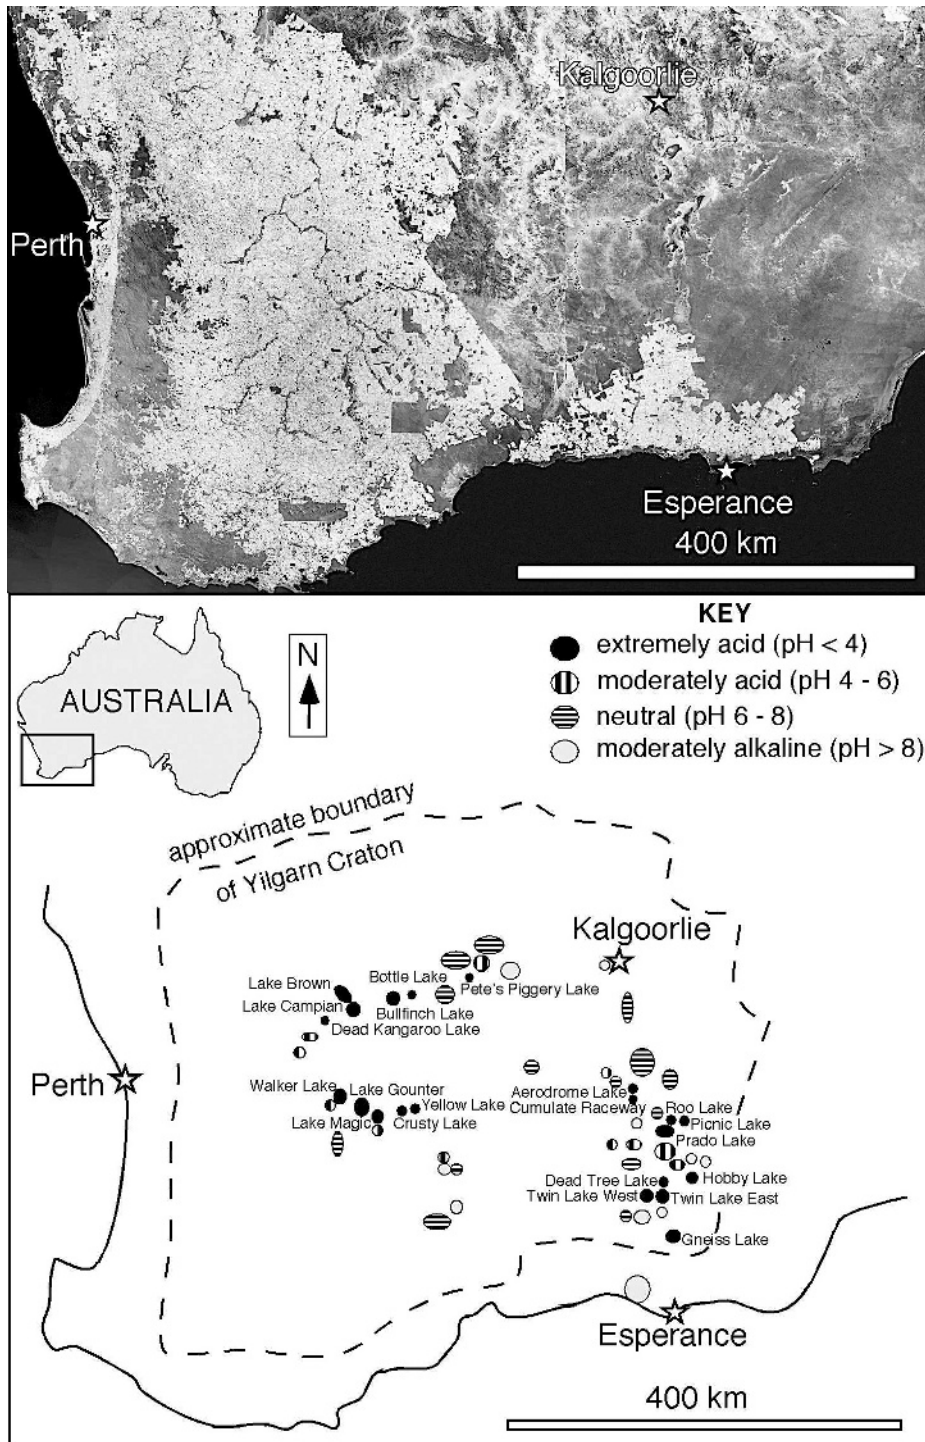 Kalgoorlie
Perth
Esperance
400 km
KEY
extremely acid (pH < 4)
moderately acid (pH 4 - 6)
neutral (pH 6 - 8)
moderately alkaline (pH > 8)
N
AUSTRALIA
approximate boundary
of Yilgarn Craton
Kalgoorlie
Bottle Lake
Pete's Piggery Lake
Lake Brown
Lake Campian
Bullfinch Lake
Dead Kangaroo Lake
Perth
Walker Lake
Lake Gounter
Yellow Lake
Lake Magic
Crusty Lake
Aerodrome Lake
Cumulate Raceway
Roo Lake
Picnic Lake
Prado Lake
Hobby Lake
Dead Tree Lake
Twin Lake West
Twin Lake East
Gneiss Lake
Esperance
400 km